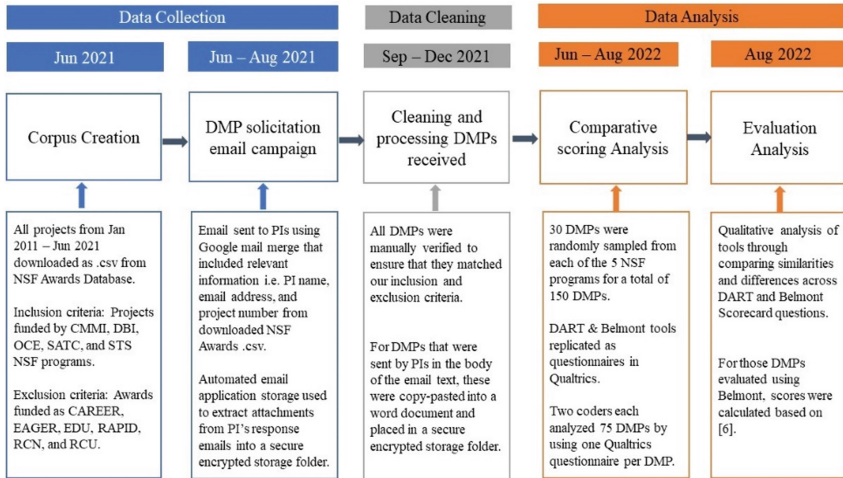 Data Collection
Data Cleaning
Data Analysis
Jun 2021
Jun – Aug 2021
Sep – Dec 2021
Jun – Aug 2022
Aug 2022
Corpus Creation
DMP solicitation
email campaign
Cleaning and
processing DMPs
received
Comparative
scoring Analysis
Evaluation
Analysis
All projects from Jan
2011 – Jun 2021
downloaded as .csv from
NSF Awards Database.
Inclusion criteria: Projects
funded by CMMI, DBI,
OCE, SATC, and STS
NSF programs.
Exclusion criteria: Awards
funded as CAREER,
EAGER, EDU, RAPID,
RCN, and RCU.
Email sent to PIs using
Google mail merge that
included relevant
information i.e. PI name,
email address, and
project number from
downloaded NSF
Awards .csv.
Automated email
application storage used
to extract attachments
from PI's response
emails into a secure
encrypted storage folder.
All DMPs were
manually verified to
ensure that they matched
our inclusion and
exclusion criteria.
For DMPs that were
sent by PIs in the body
of the email text, these
were copy-pasted into a
word document and
placed in a secure
encrypted storage folder.
30 DMPs were
randomly sampled from
each of the 5 NSF
programs for a total of
150 DMPs.
DART & Belmont tools
replicated as
questionnaires in
Qualtrics.
Two coders each
analyzed 75 DMPs by
using one Qualtrics
questionnaire per DMP.
Qualitative analysis of
tools through
comparing similarities
and differences across
DART and Belmont
Scorecard questions.
For those DMPs
evaluated using
Belmont, scores were
calculated based on
[6].